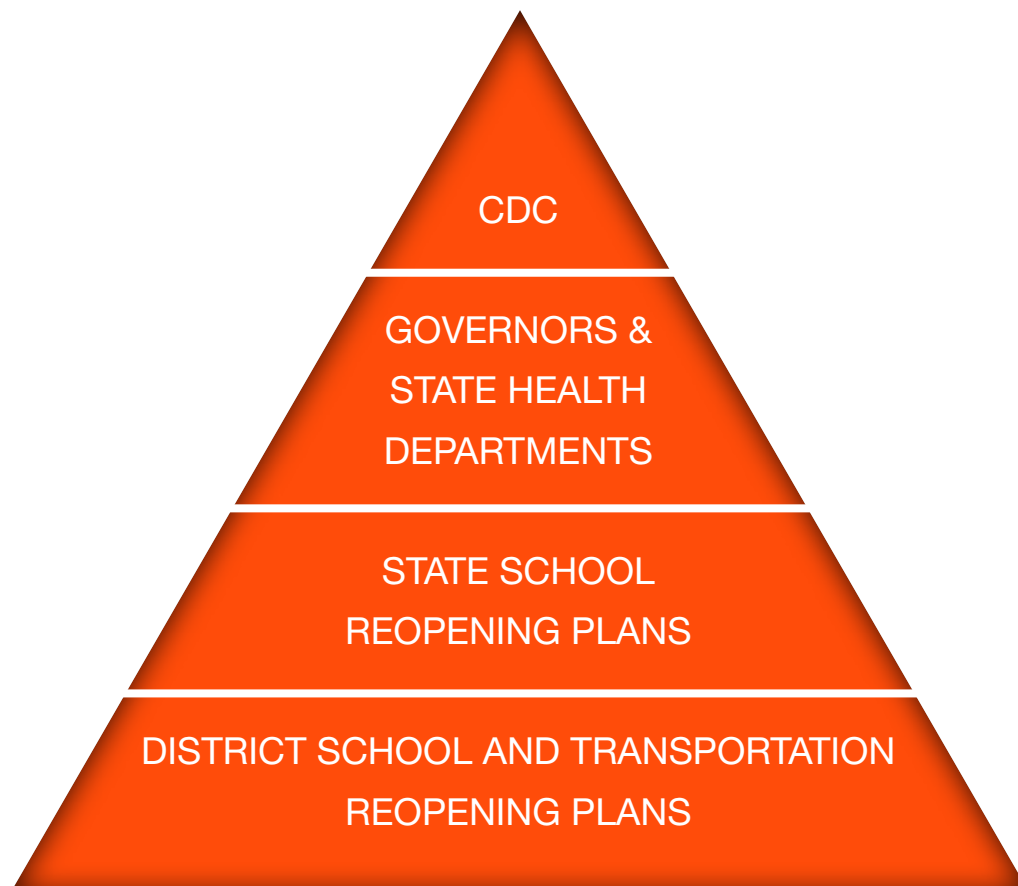 CDC
GOVERNORS &
STATE HEALTH
DEPARTMENTS
STATE SCHOOL
REOPENING PLANS
DISTRICT SCHOOL AND TRANSPORTATION
REOPENING PLANS